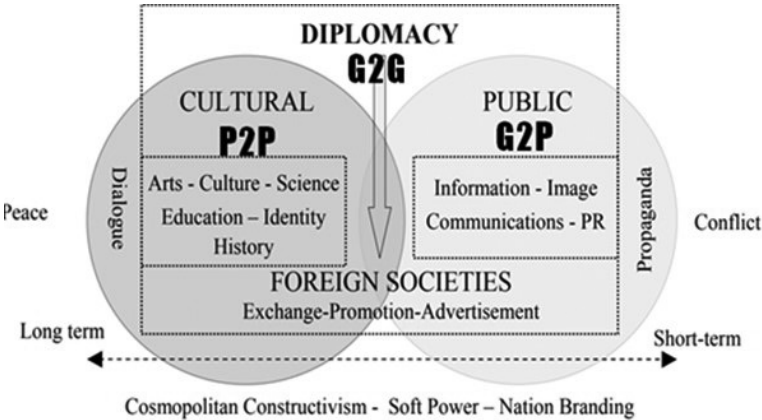 DIPLOMACY
G2G
CULTURAL
P2P
PUBLIC
G2P
Dialogue
Arts - Culture - Science
Education – Identity
History
Information - Image
Communications - PR
Propaganda
Peace
Conflict
FOREIGN SOCIETIES
Exchange-Promotion-Advertisement
Long term
Short-term
Cosmopolitan Constructivism - Soft Power – Nation Branding